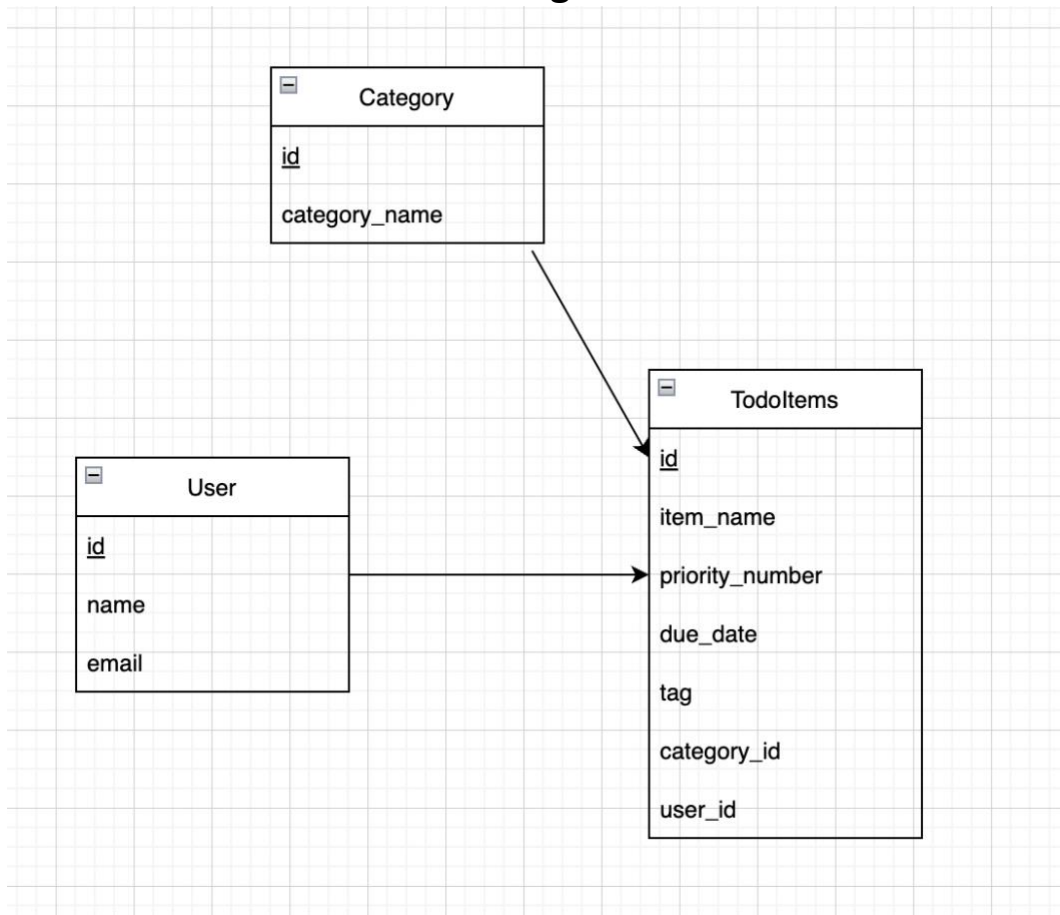 Category
id
category_name
TodoItems
id
item_name
priority_number
due_date
tag
category_id
user_id
User
id
name
email